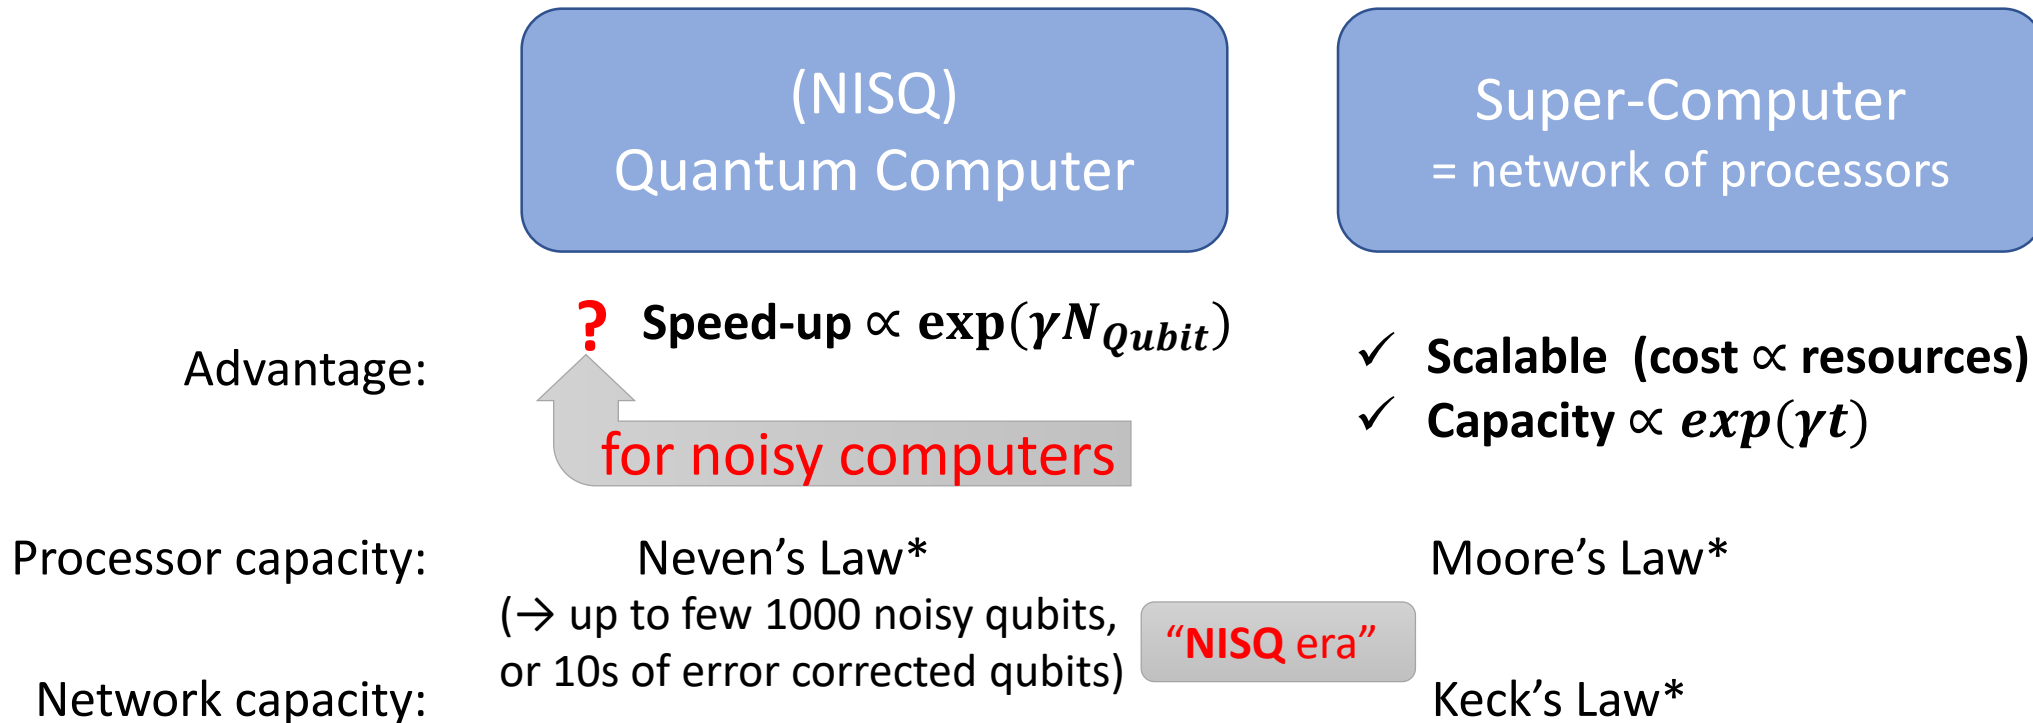 (NISQ)
Quantum Computer
Super-Computer
= network of processors
Advantage:
? Speed-up ∝ exp(γN_Qubit)
for noisy computers
✓ Scalable (cost ∝ resources)
✓ Capacity ∝ exp(γt)
Processor capacity:
Neven's Law*
(→ up to few 1000 noisy qubits,
or 10s of error corrected qubits)
“NISQ era”
Moore's Law*
Network capacity:
Keck's Law*